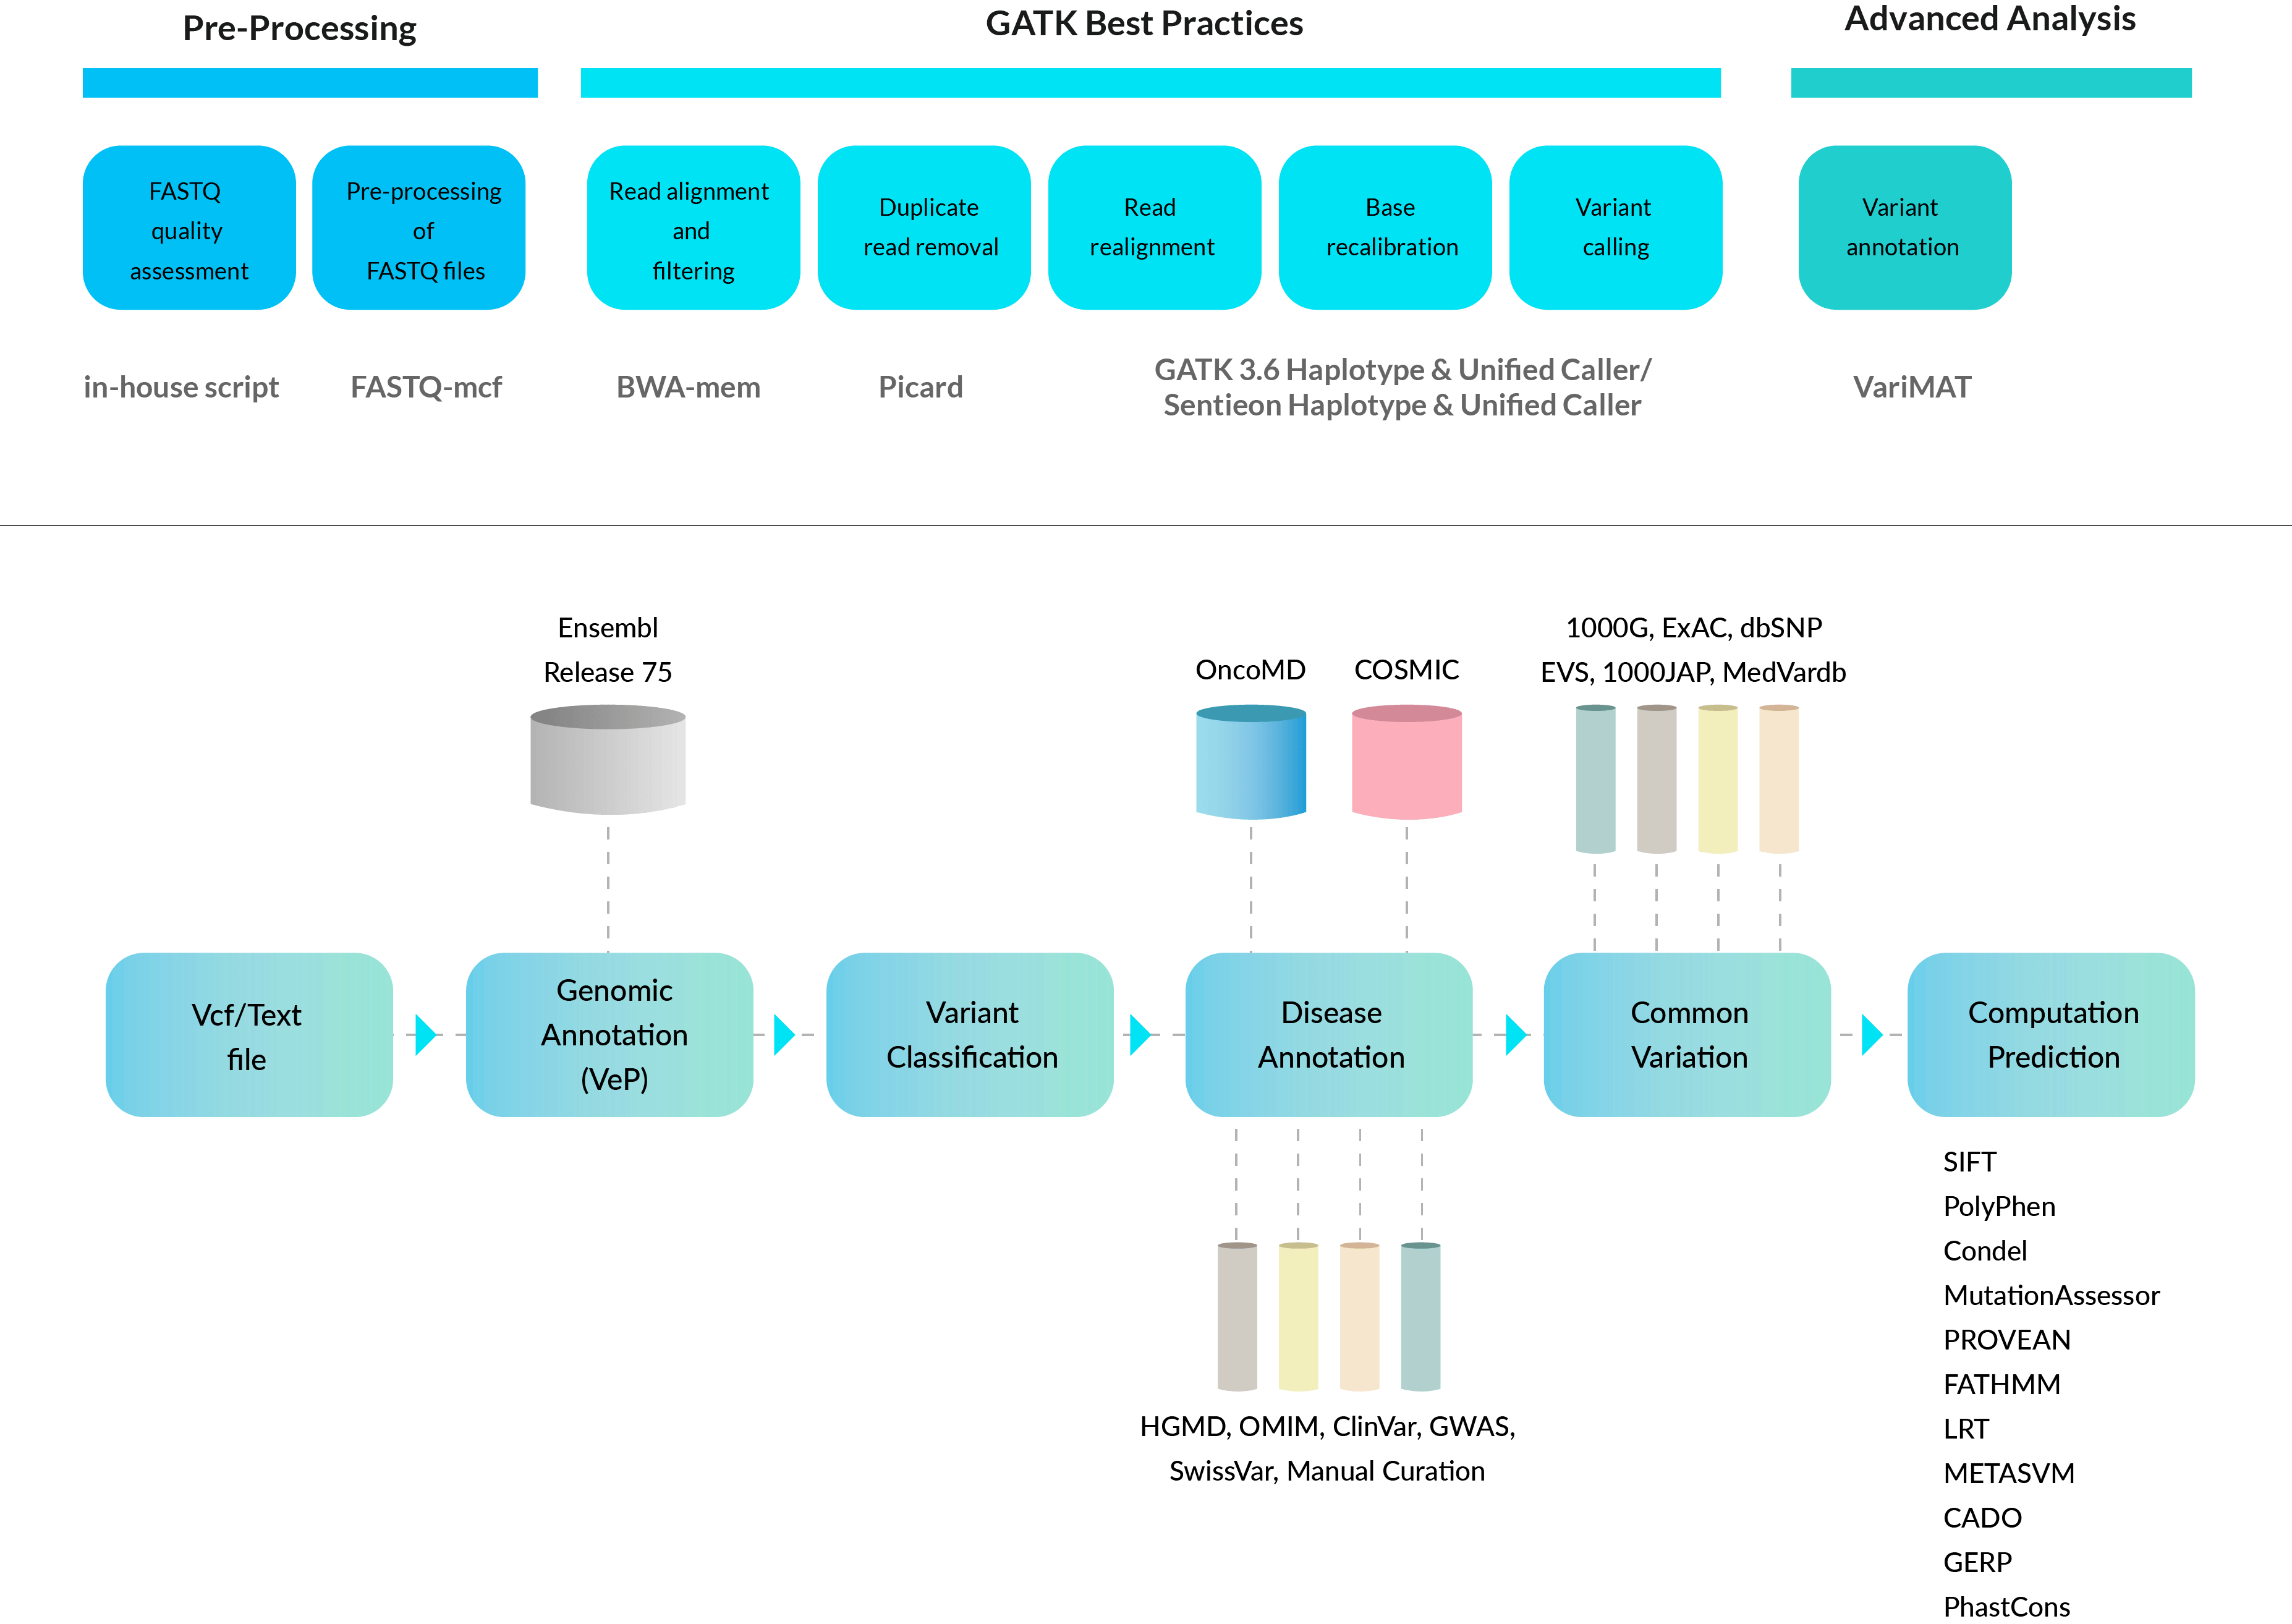 Pre-Processing
GATK Best Practices
Advanced Analysis
FASTQ
quality
assessment
Pre-processing
of
FASTQ files
Read alignment
and
filtering
Duplicate
read removal
Read
realignment
Base
recalibration
Variant
calling
Variant
annotation
in-house script
FASTQ-mcf
BWA-mem
Picard
GATK 3.6 Haplotype & Unified Caller/
Sentieon Haplotype & Unified Caller
VariMAT
Ensembl
Release 75
OncoMD
COSMIC
1000G, ExAC, dbSNP
EVS, 1000JAP, MedVardb
Vcf/Text
file
Genomic
Annotation
(VeP)
Variant
Classification
Disease
Annotation
Common
Variation
Computation
Prediction
HGMD, OMIM, ClinVar, GWAS,
SwissVar, Manual Curation
SIFT
PolyPhen
Condel
MutationAssessor
PROVEAN
FATHMM
LRT
METASVM
CADO
GERP
PhastCons